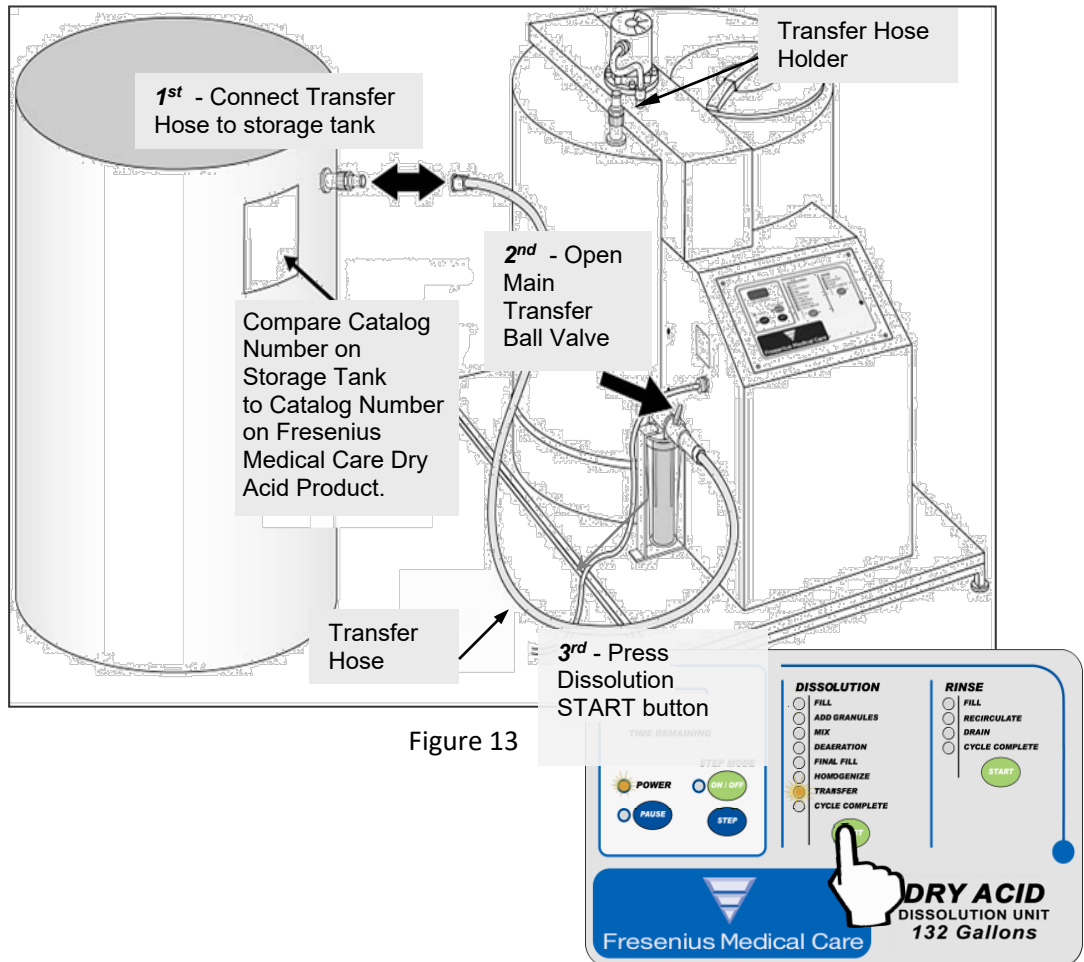 Transfer Hose
Holder
1st - Connect Transfer
Hose to storage tank
2nd - Open
Main
Transfer
Ball Valve
Compare Catalog
Number on
Storage Tank
to Catalog Number
on Fresenius
Medical Care Dry
Acid Product.
Transfer
Hose
3rd - Press
Dissolution
START button
Figure 13
TIME REMAINING
STEP MODE
POWER
ON / OFF
PAUSE
STEP
DISSOLUTION
FILL
ADD GRANULES
MIX
DEAERATION
FINAL FILL
HOMOGENIZE
TRANSFER
CYCLE COMPLETE
RINSE
FILL
RECIRCULATE
DRAIN
CYCLE COMPLETE
START
Fresenius Medical Care
DRY ACID
DISSOLUTION UNIT
132 Gallons